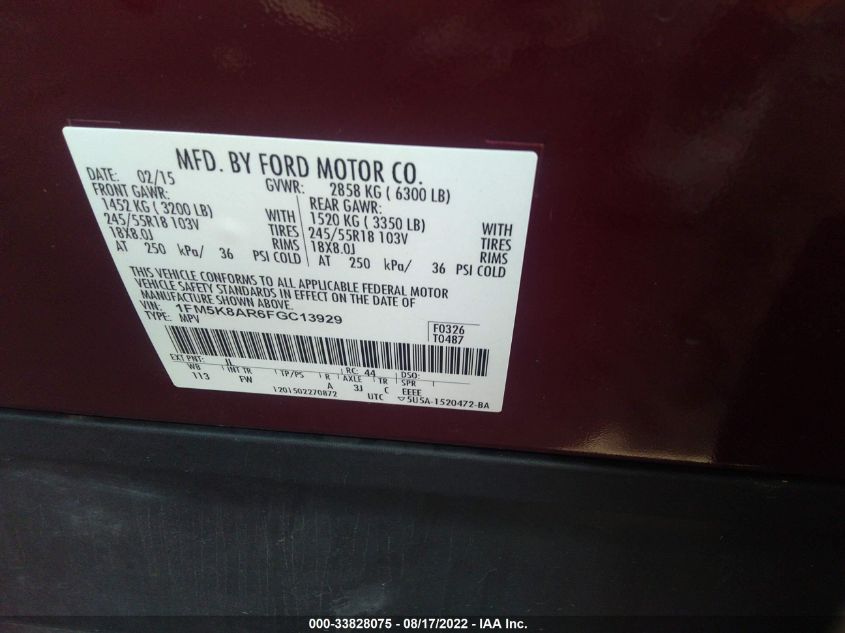 MFD. BY FORD MOTOR CO.
DATE: 02/15 GVWR: 2858 KG ( 6300 LB)
FRONT GAWR: REAR GAWR:
1452 KG ( 3200 LB) WITH 1520 KG ( 3350 LB) WITH
245/55R18 103V TIRES 245/55R18 103V TIRES
18X8.0J RIMS 18X8.0J RIMS
AT 250 kPa/ 36 PSI COLD AT 250 kPa/ 36 PSI COLD
THIS VEHICLE CONFORMS TO ALL APPLICABLE FEDERAL MOTOR
VEHICLE SAFETY STANDARDS IN EFFECT ON THE DATE OF
MANUFACTURE SHOWN ABOVE.
VIN: 1FM5K8AR6FGC13929
TYPE: MPV
F0326
T0487
EXT PNT: JL RC: 44 DSO:
WB INT TR TP/PS R AXLE TR SPR
113 FW A 3J C EEEE
1201502270872 UTC ▽5U5A-1520472-BA
000-33828075 - 08/17/2022 - IAA Inc.